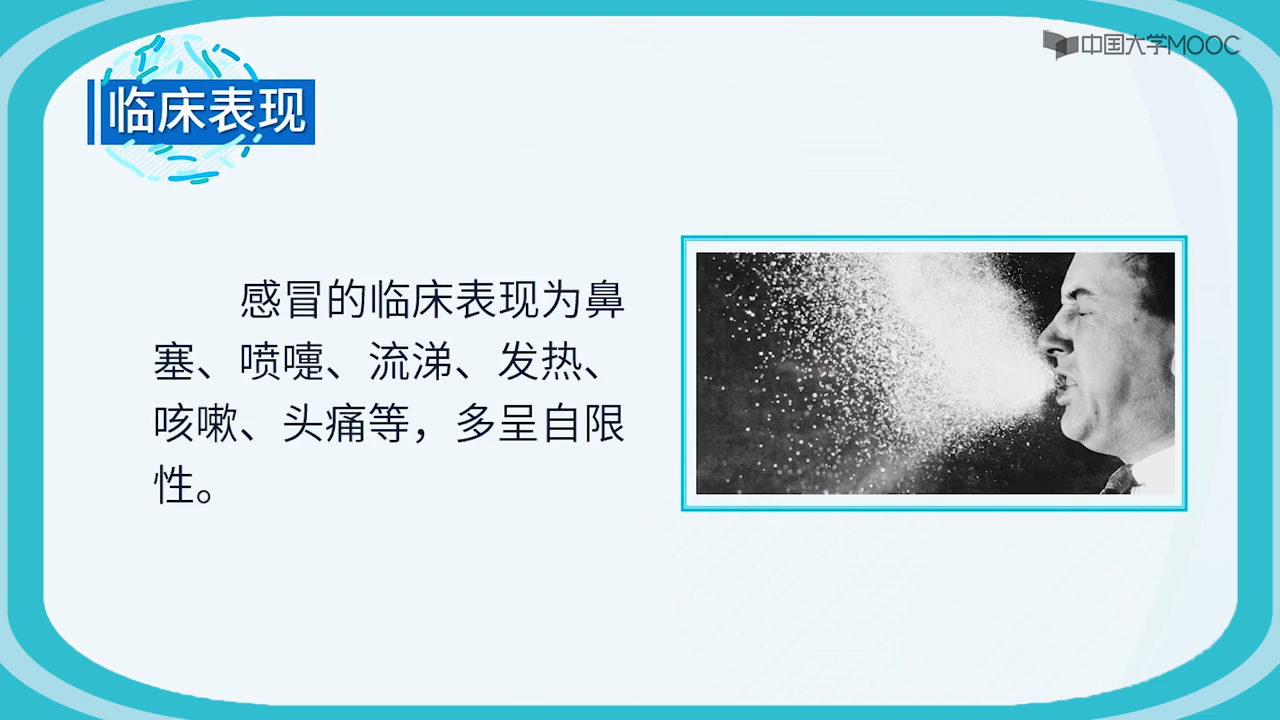 中国大学MOOC
临床表现
感冒的临床表现为鼻
塞、喷嚏、流涕、发热、
咳嗽、头痛等，多呈自限
性。